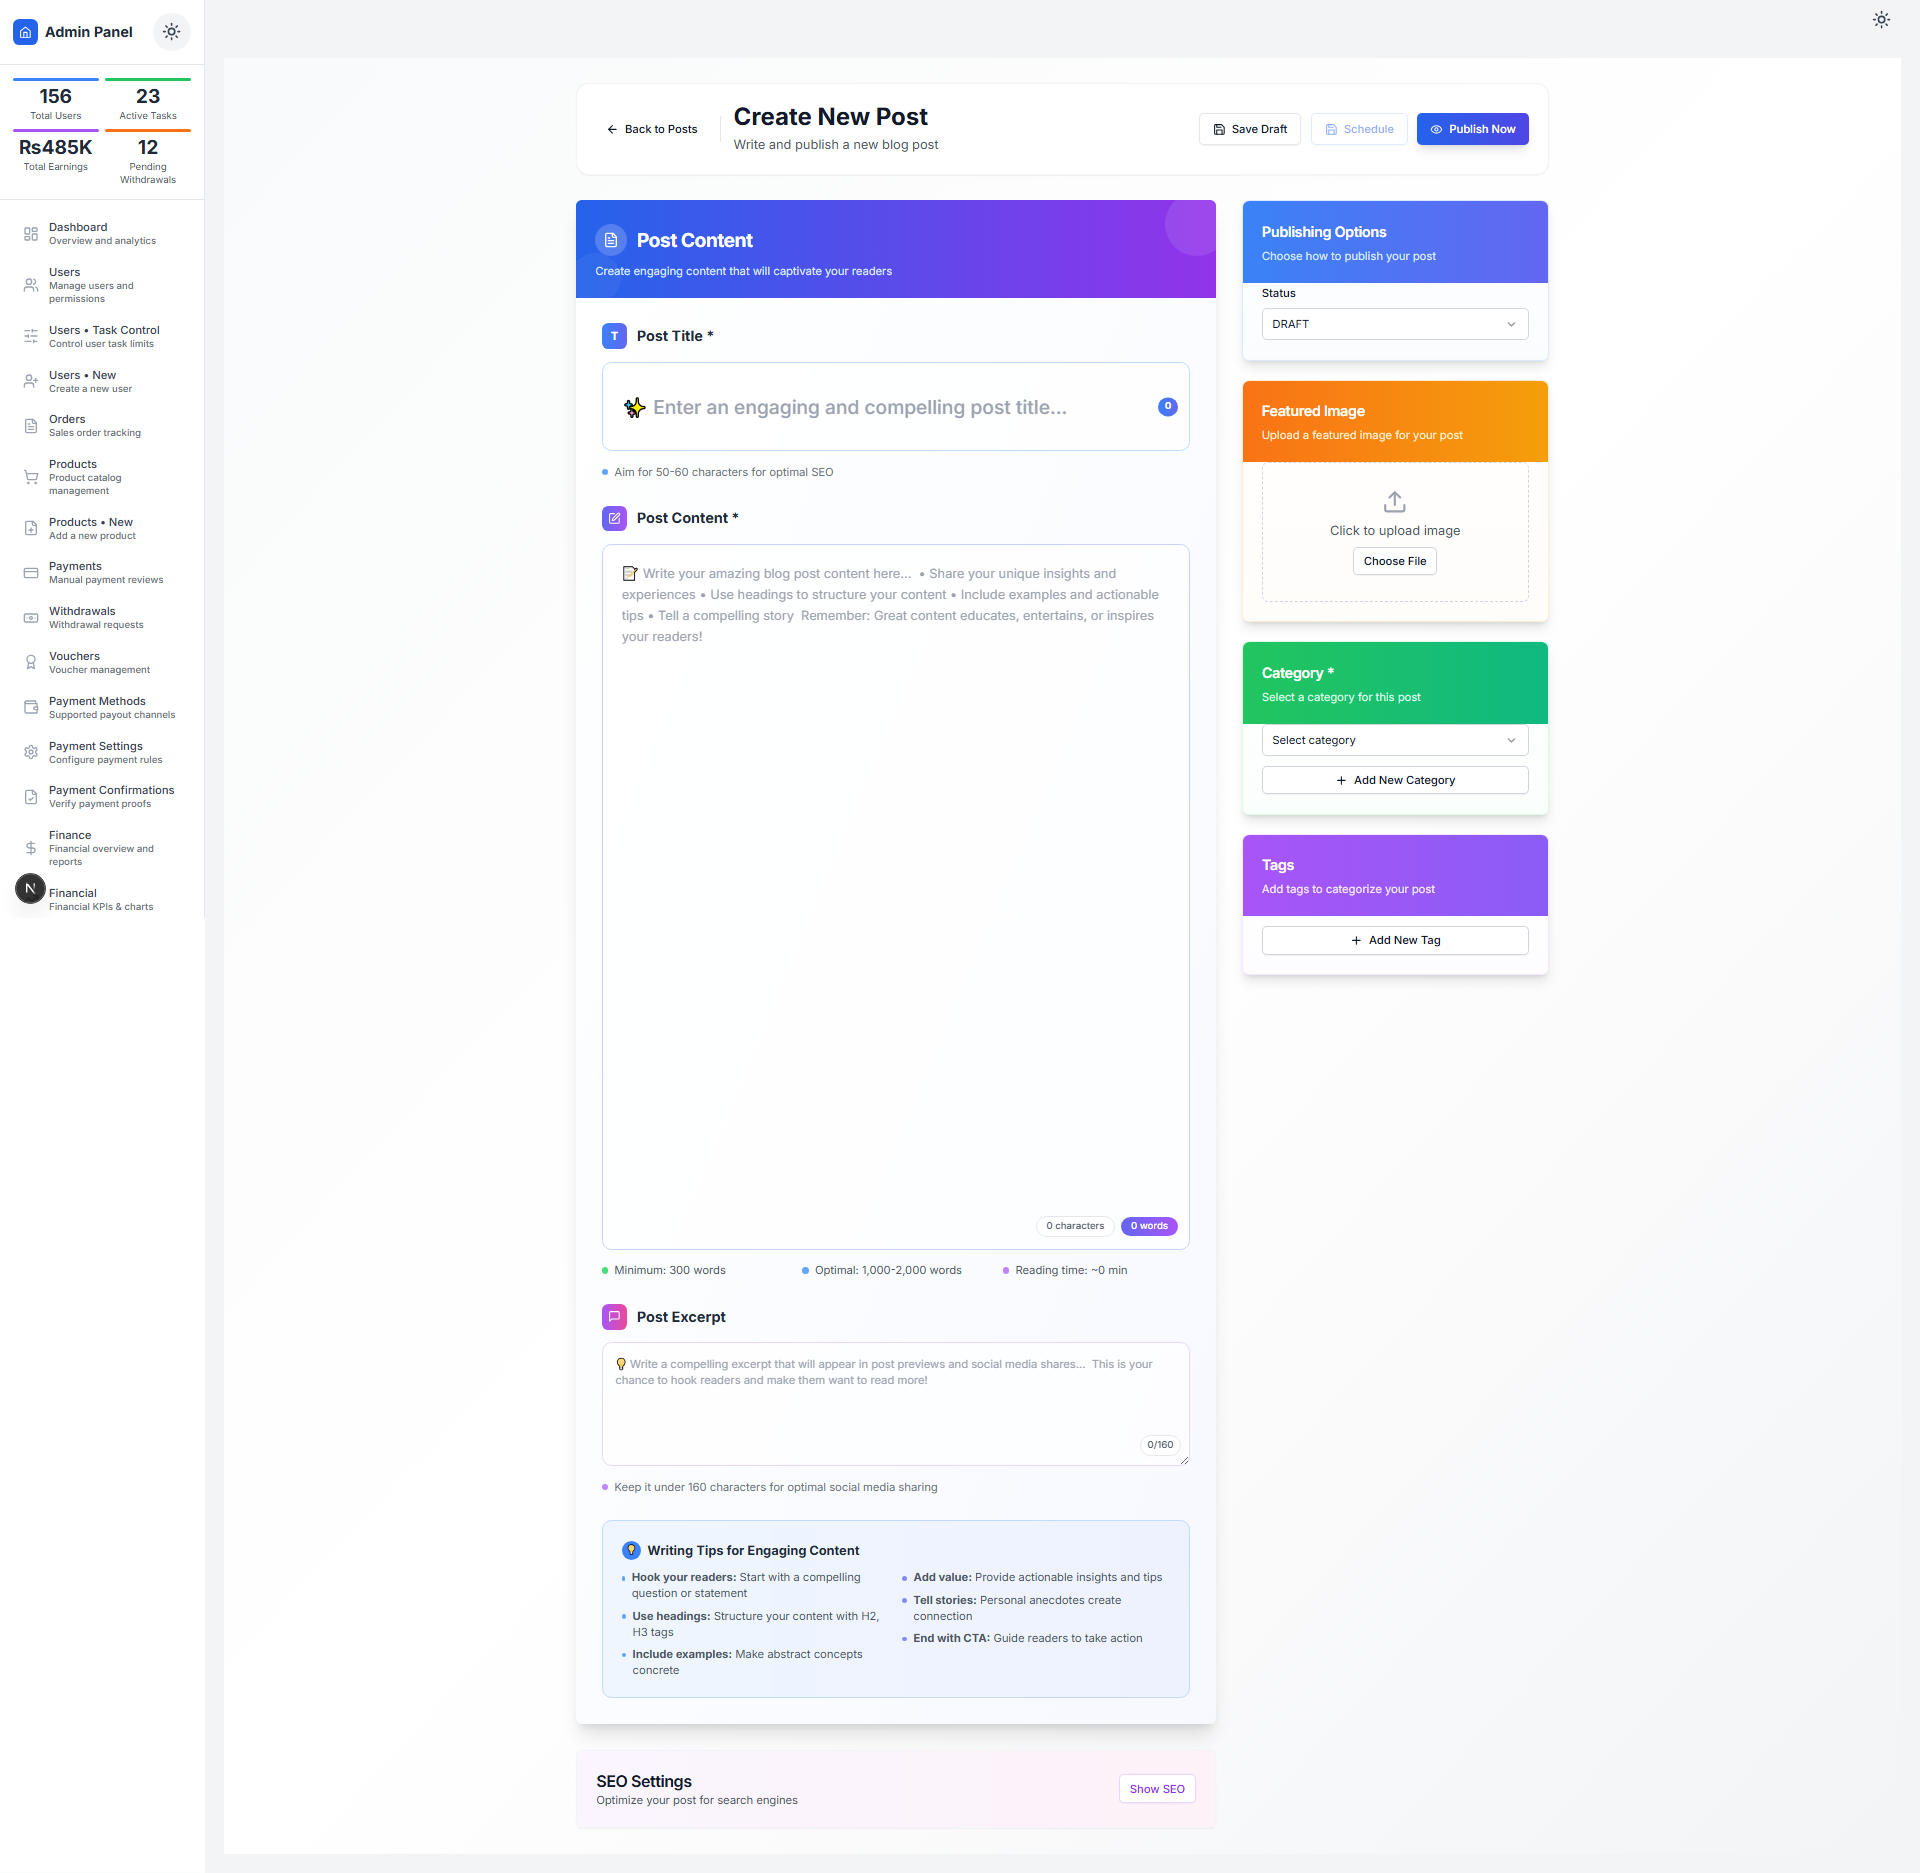 Admin Panel
156
Total Users
23
Active Tasks
Rs485K
Total Earnings
12
Pending
Withdrawals
Dashboard
Overview and analytics
Users
Manage users and
permissions
Users • Task Control
Control user task limits
Users • New
Create a new user
Orders
Sales order tracking
Products
Product catalog
management
Products • New
Add a new product
Payments
Manual payment reviews
Withdrawals
Withdrawal requests
Vouchers
Voucher management
Payment Methods
Supported payout channels
Payment Settings
Configure payment rules
Payment Confirmations
Verify payment proofs
Finance
Financial overview and
reports
N
Financial
Financial KPIs & charts
Back to Posts
Create New Post
Write and publish a new blog post
Save Draft
Schedule
Publish Now
Post Content
Create engaging content that will captivate your readers
T
Post Title *
✨ Enter an engaging and compelling post title...
0
Aim for 50-60 characters for optimal SEO
Post Content *
📝 Write your amazing blog post content here... • Share your unique insights and
experiences • Use headings to structure your content • Include examples and actionable
tips • Tell a compelling story Remember: Great content educates, entertains, or inspires
your readers!
0 characters
0 words
Minimum: 300 words
Optimal: 1,000-2,000 words
Reading time: ~0 min
Post Excerpt
💡 Write a compelling excerpt that will appear in post previews and social media shares... This is your
chance to hook readers and make them want to read more!
0/160
Keep it under 160 characters for optimal social media sharing
💡 Writing Tips for Engaging Content
Hook your readers: Start with a compelling
question or statement
Use headings: Structure your content with H2,
H3 tags
Include examples: Make abstract concepts
concrete
Add value: Provide actionable insights and tips
Tell stories: Personal anecdotes create
connection
End with CTA: Guide readers to take action
SEO Settings
Optimize your post for search engines
Show SEO
Publishing Options
Choose how to publish your post
Status
DRAFT
Featured Image
Upload a featured image for your post
Click to upload image
Choose File
Category *
Select a category for this post
Select category
Add New Category
Tags
Add tags to categorize your post
Add New Tag